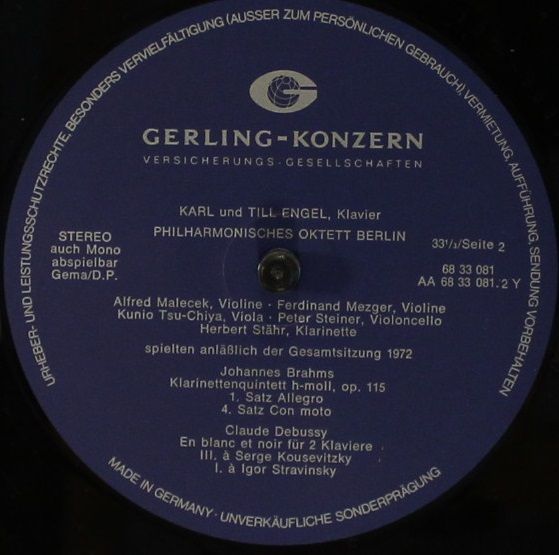 URHEBER- UND LEISTUNGSSCHUTZRECHTE, BESONDERS VERVIELFÄLTIGUNG (AUSSER ZUM PERSÖNLICHEN GEBRAUCH), VERMIETUNG, AUFFÜHRUNG, SENDUNG VORBEHALTEN
G
GERLING-KONZERN
VERSICHERUNGS-GESELLSCHAFTEN
KARL und TILL ENGEL, Klavier
PHILHARMONISCHES OKTETT BERLIN
STEREO
auch Mono
abspielbar
Gema/D.P.
33 1/3/Seite 2
68 33 081
AA 68 33 081.2 Y
Alfred Malecek, Violine · Ferdinand Mezger, Violine
Kunio Tsu-Chiya, Viola · Peter Steiner, Violoncello
Herbert Stähr, Klarinette
spielten anläßlich der Gesamtsitzung 1972
Johannes Brahms
Klarinettenquintett h-moll, op. 115
1. Satz Allegro
4. Satz Con moto
Claude Debussy
En blanc et noir für 2 Klaviere
III. à Serge Kousevitzky
I. à Igor Stravinsky
MADE IN GERMANY · UNVERKÄUFLICHE SONDERPRÄGUNG